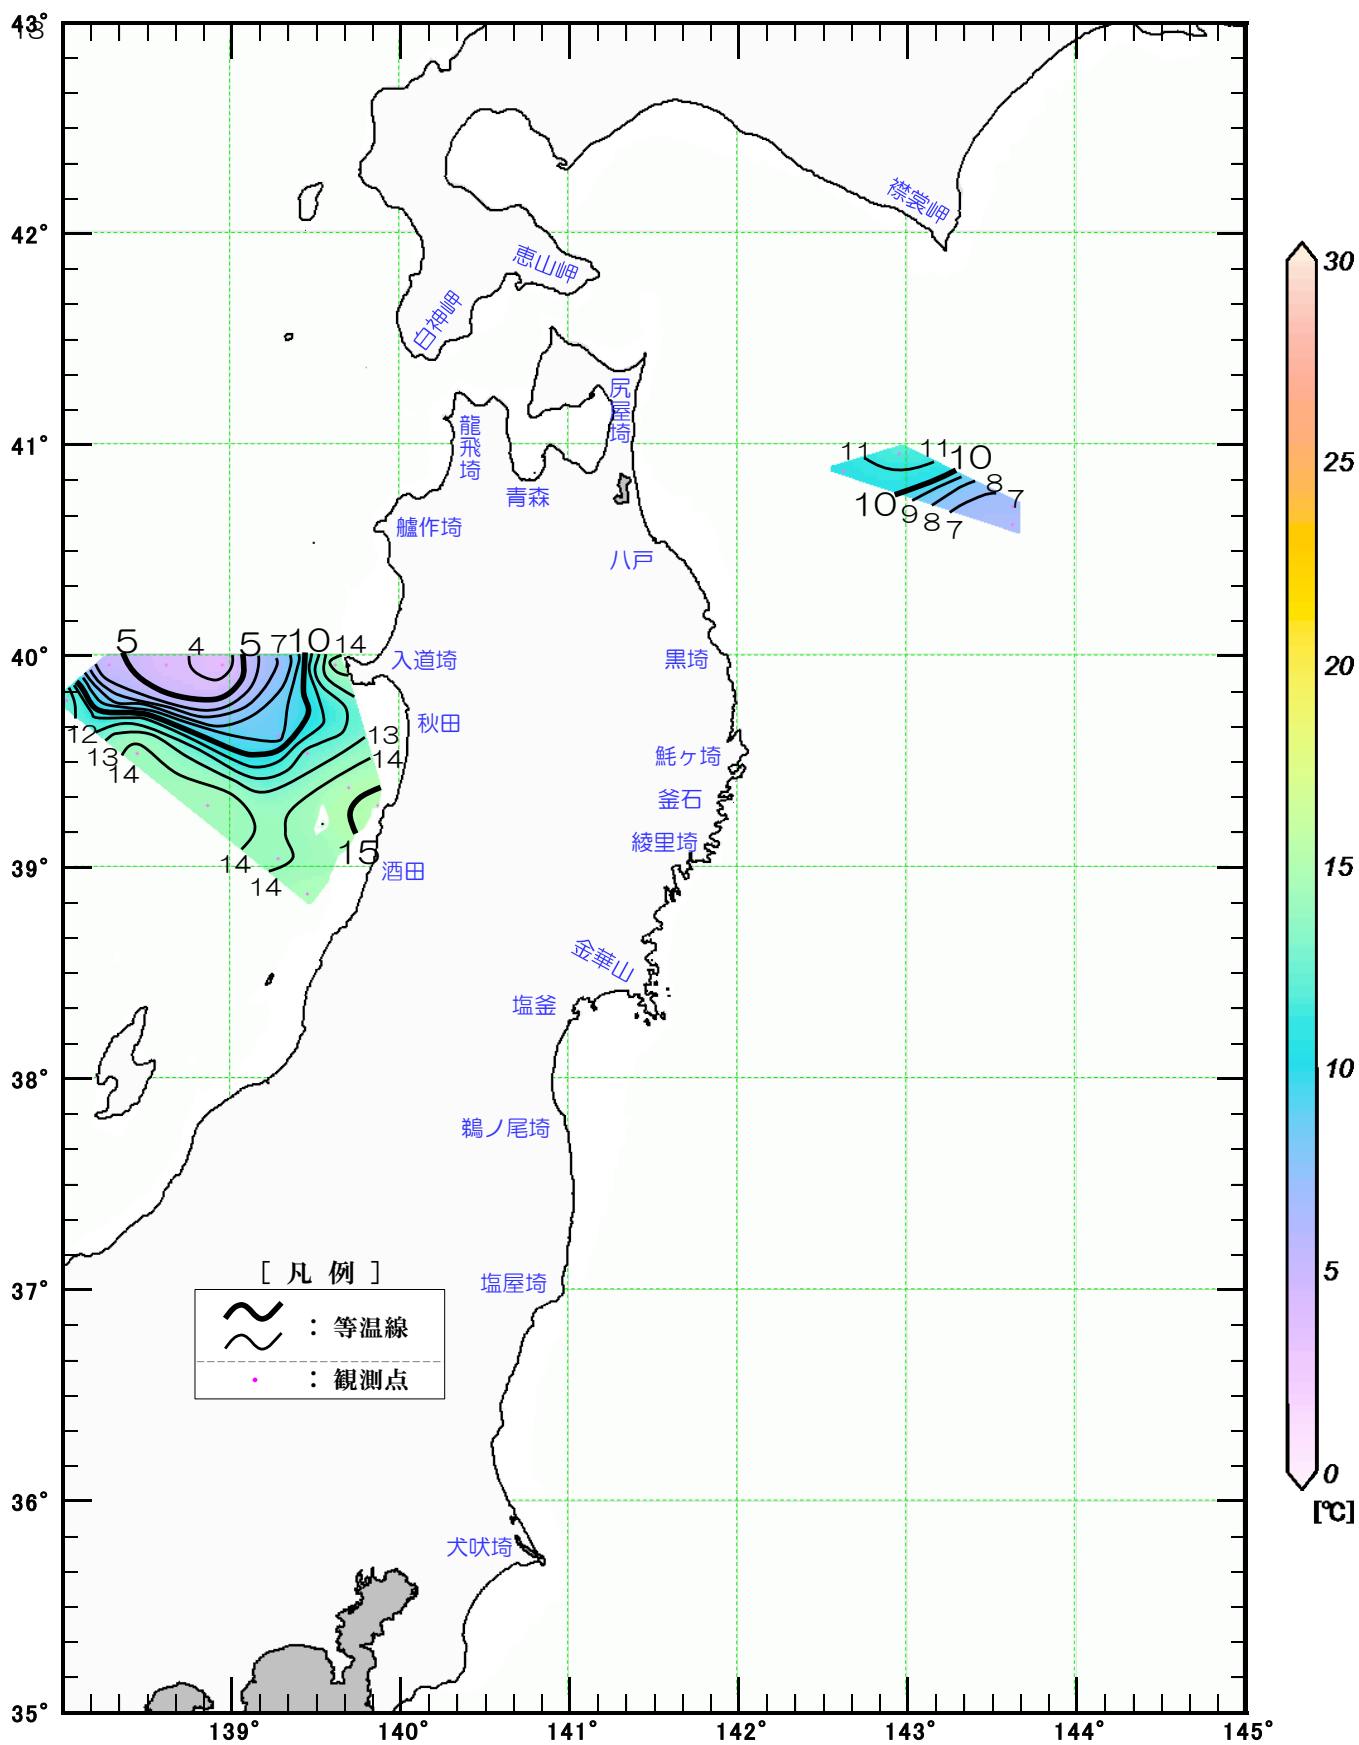 43°
襟裳岬
42°
恵山岬
30
白神岬
尻屋埼
41°
龍飛埼
11
11
10
25
青森
8
7
10
9
8
7
艫作埼
八戸
5
4
5
7
10
14
40°
入道埼
黒埼
20
12
13
14
秋田
13
14
魹ヶ埼
釜石
綾里埼
15
14
14
39°
酒田
15
金華山
塩釜
38°
10
鵜ノ尾埼
[ 凡 例 ]
塩屋埼
37°
5
: 等温線
: 観測点
0
36°
[℃]
犬吠埼
35°
139°
140°
141°
142°
143°
144°
145°